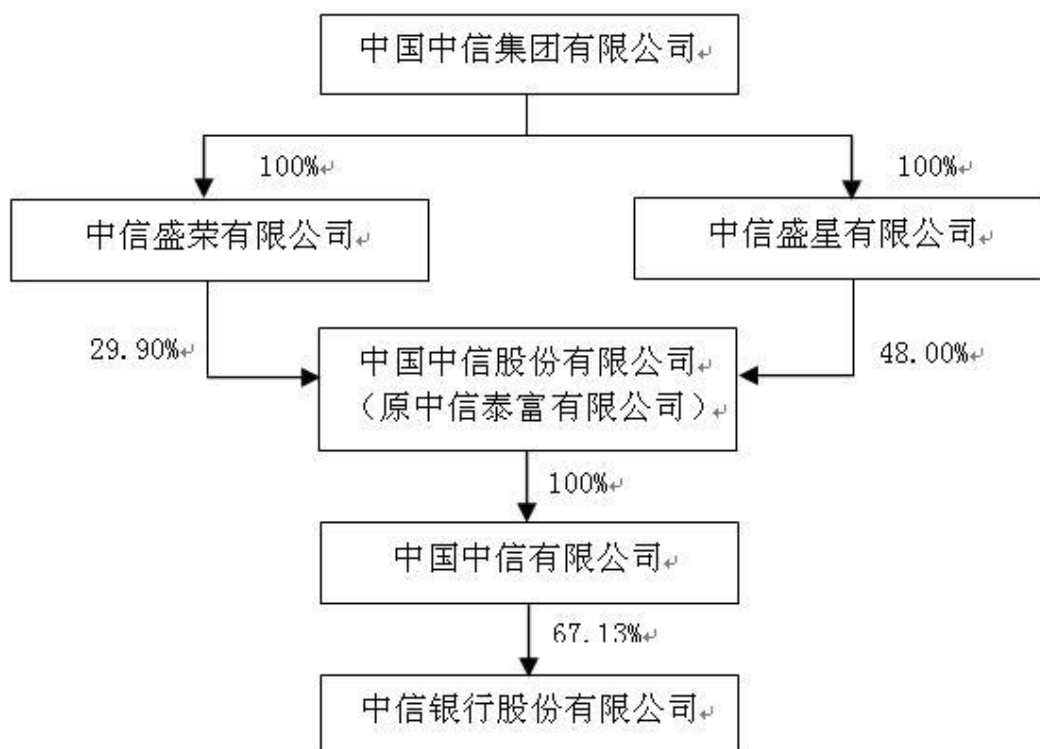 中国中信集团有限公司↵
100%↵
100%↵
中信盛荣有限公司↵
中信盛星有限公司↵
29.90%↵
中国中信股份有限公司↵
（原中信泰富有限公司）↵
48.00%↵
100%↵
中国中信有限公司↵
67.13%↵
中信银行股份有限公司↵